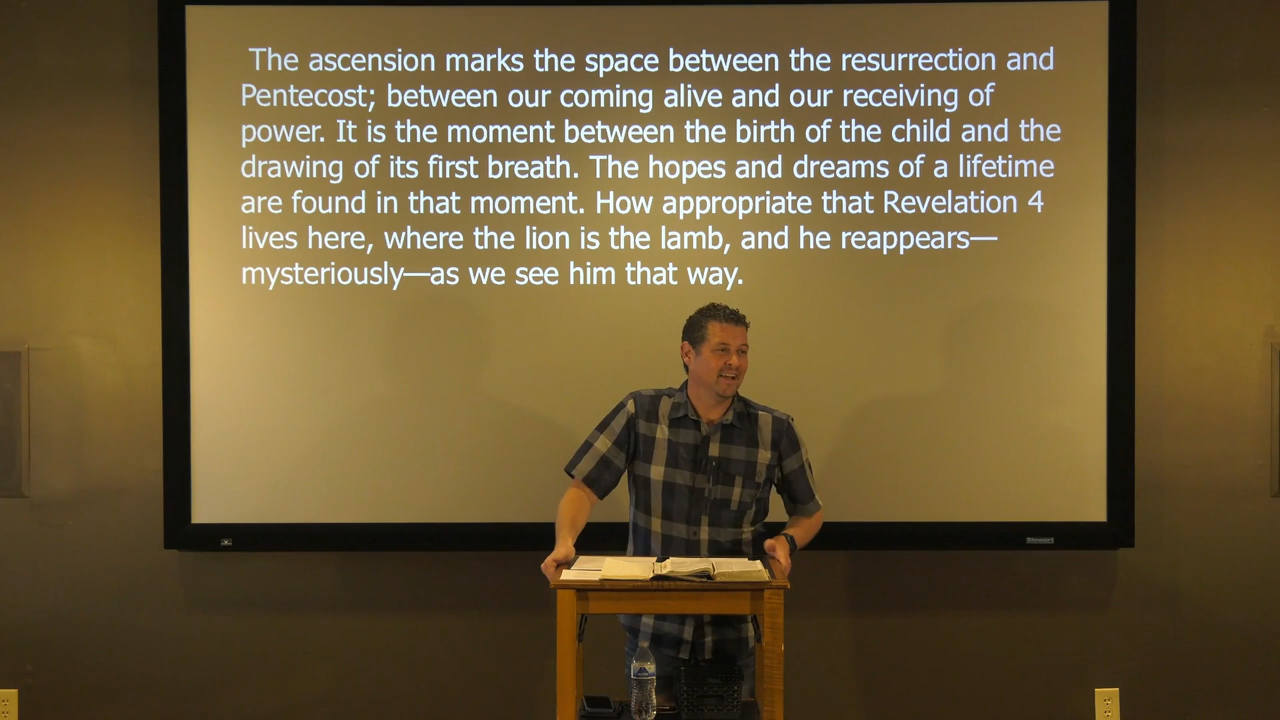 The ascension marks the space between the resurrection and
Pentecost; between our coming alive and our receiving of
power. It is the moment between the birth of the child and the
drawing of its first breath. The hopes and dreams of a lifetime
are found in that moment. How appropriate that Revelation 4
lives here, where the lion is the lamb, and he reappears—
mysteriously—as we see him that way.
Stewart